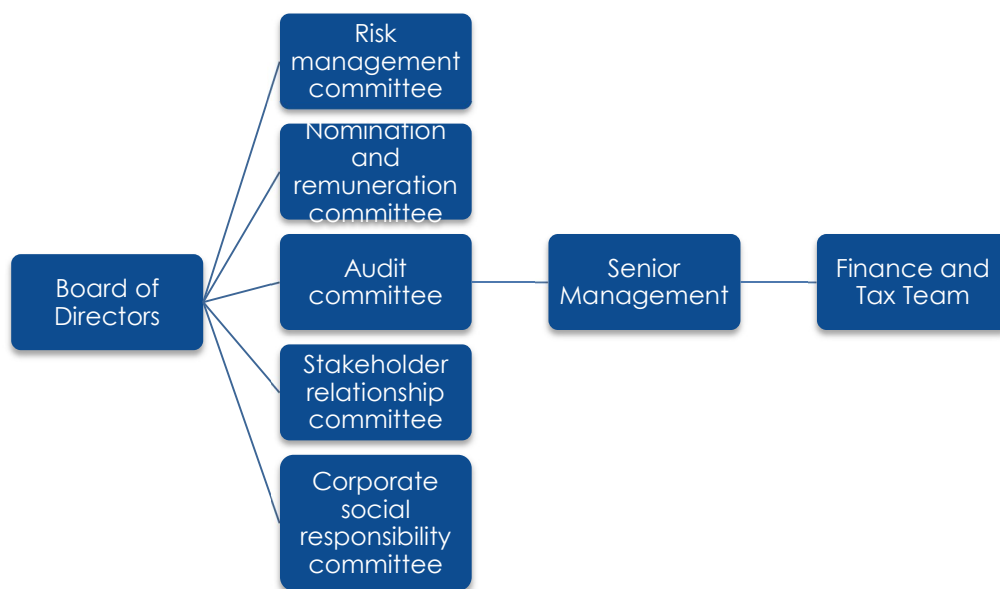 Risk
management
committee
Nomination
and
remuneration
committee
Board of
Directors
Audit
committee
Senior
Management
Finance and
Tax Team
Stakeholder
relationship
committee
Corporate
social
responsibility
committee